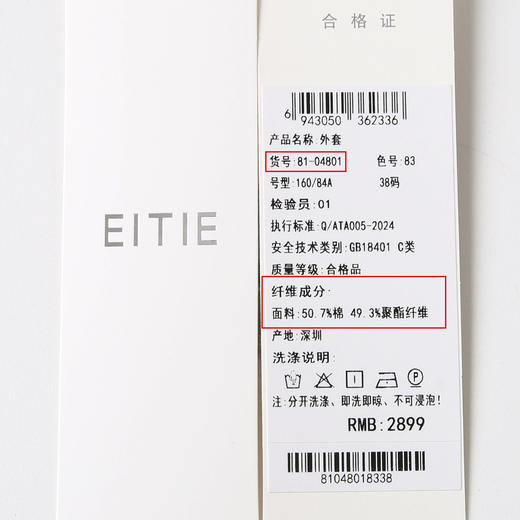 EITIE
合格证
6 943050 362336
产品名称:外套
货号:81-04801 色号:83
号型:160/84A 38码
检验员:01
执行标准:Q/ATA005-2024
安全技术类别:GB18401 C类
质量等级:合格品
纤维成分·
面料:50.7%棉 49.3%聚酯纤维
产地:深圳
洗涤说明:
注:分开洗涤、即洗即晾、不可浸泡!
RMB:2899
81048018338